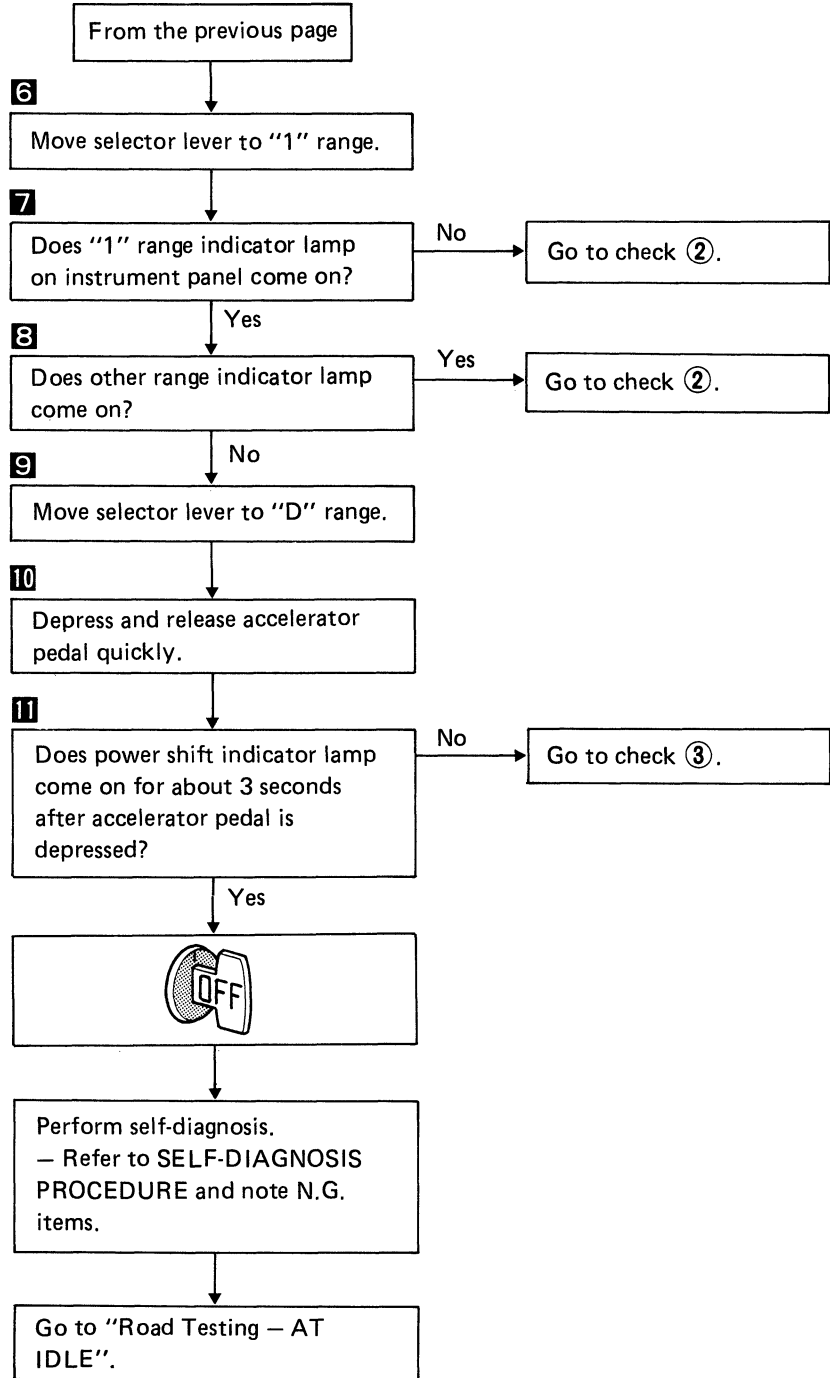 From the previous page
6
Move selector lever to “1” range.
7
Does “1” range indicator lamp
on instrument panel come on?
No
Go to check ②.
Yes
8
Does other range indicator lamp
come on?
Yes
Go to check ②.
No
9
Move selector lever to “D” range.
10
Depress and release accelerator
pedal quickly.
11
Does power shift indicator lamp
come on for about 3 seconds
after accelerator pedal is
depressed?
No
Go to check ③.
Yes
OFF
Perform self-diagnosis.
— Refer to SELF-DIAGNOSIS
PROCEDURE and note N.G.
items.
Go to “Road Testing — AT
IDLE”.